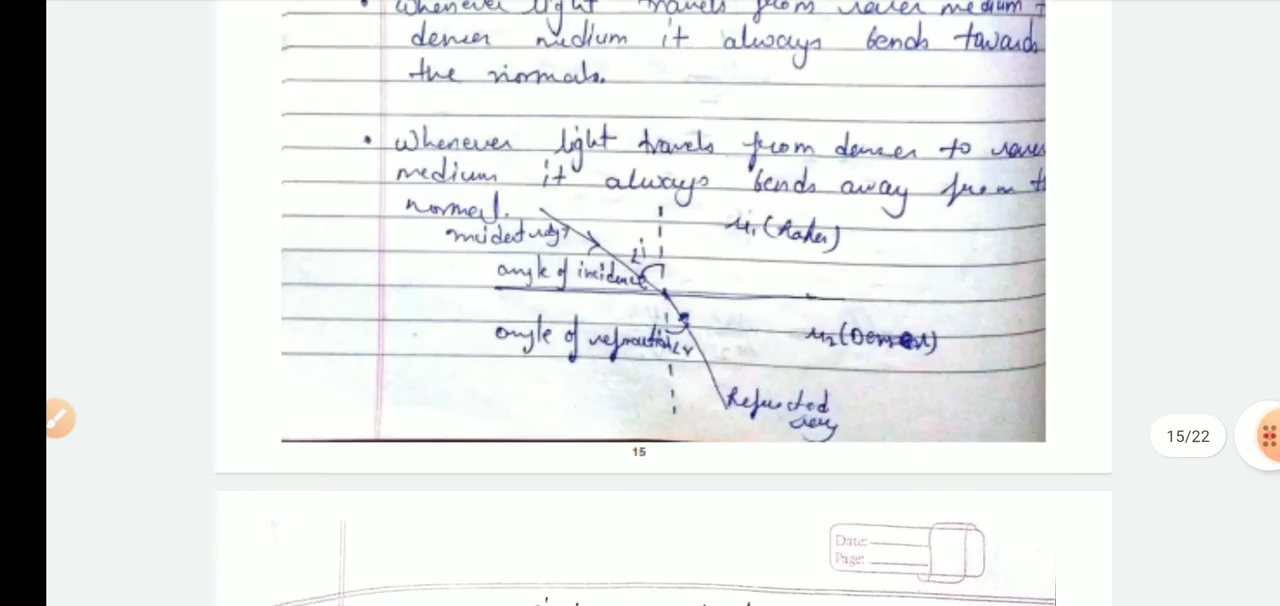 • Whenever light travels from rarer medium t
denser medium it always bends towards
the normals.
• Whenever light travels from denser to rarer
medium it always bends away from th
normal.
incident ray
∠i
μ₁ (Rarer)
angle of incidence
angle of refraction ∠r
μ₂ (Denser)
Refracted
ray
15
15/22
Date:
Page: